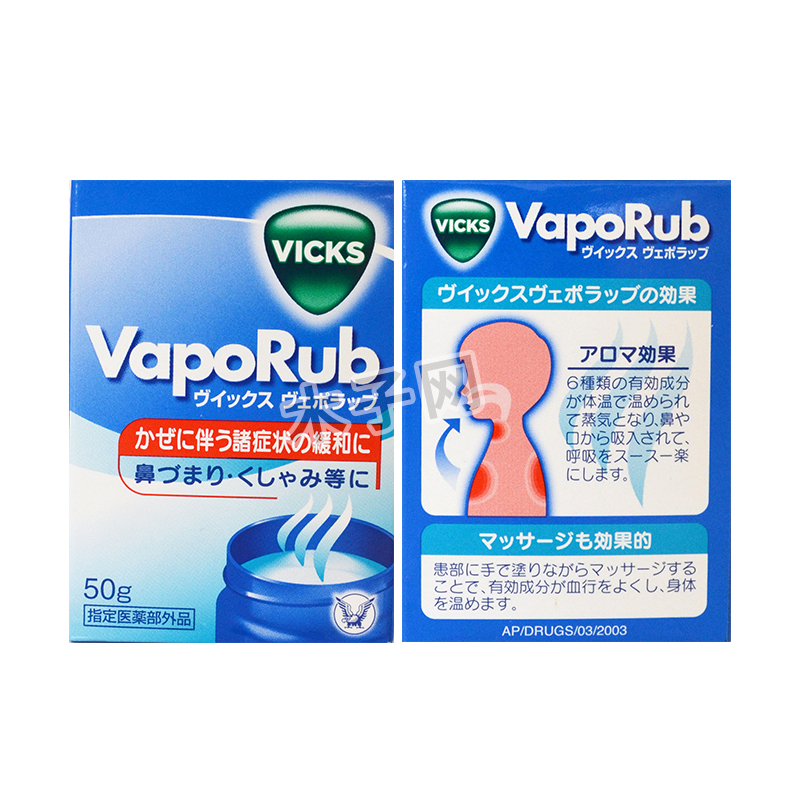 VICKS
VapoRub
ヴイックス ヴェポラッブ
かぜに伴う諸症状の緩和に
鼻づまり・くしゃみ等に
50g
指定医薬部外品
VICKS
VapoRub
ヴイックス ヴェポラッブ
ヴイックスヴェポラッブの効果
アロマ効果
6種類の有効成分
が体温で温められ
て蒸気となり、鼻や
口から吸入されて、
呼吸をスースー楽
にします。
マッサージも効果的
患部に手で塗りながらマッサージする
ことで、有効成分が血行をよくし、身体
を温めます。
AP/DRUGS/03/2003
木子网